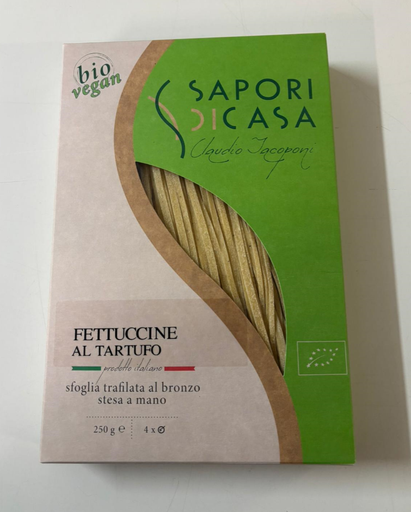 bio
vegan
SAPORI
DICASA
Claudio Jacoponi
FETTUCCINE
AL TARTUFO
prodotto italiano
sfoglia trafilata al bronzo
stesa a mano
250 g ℮ 4 x